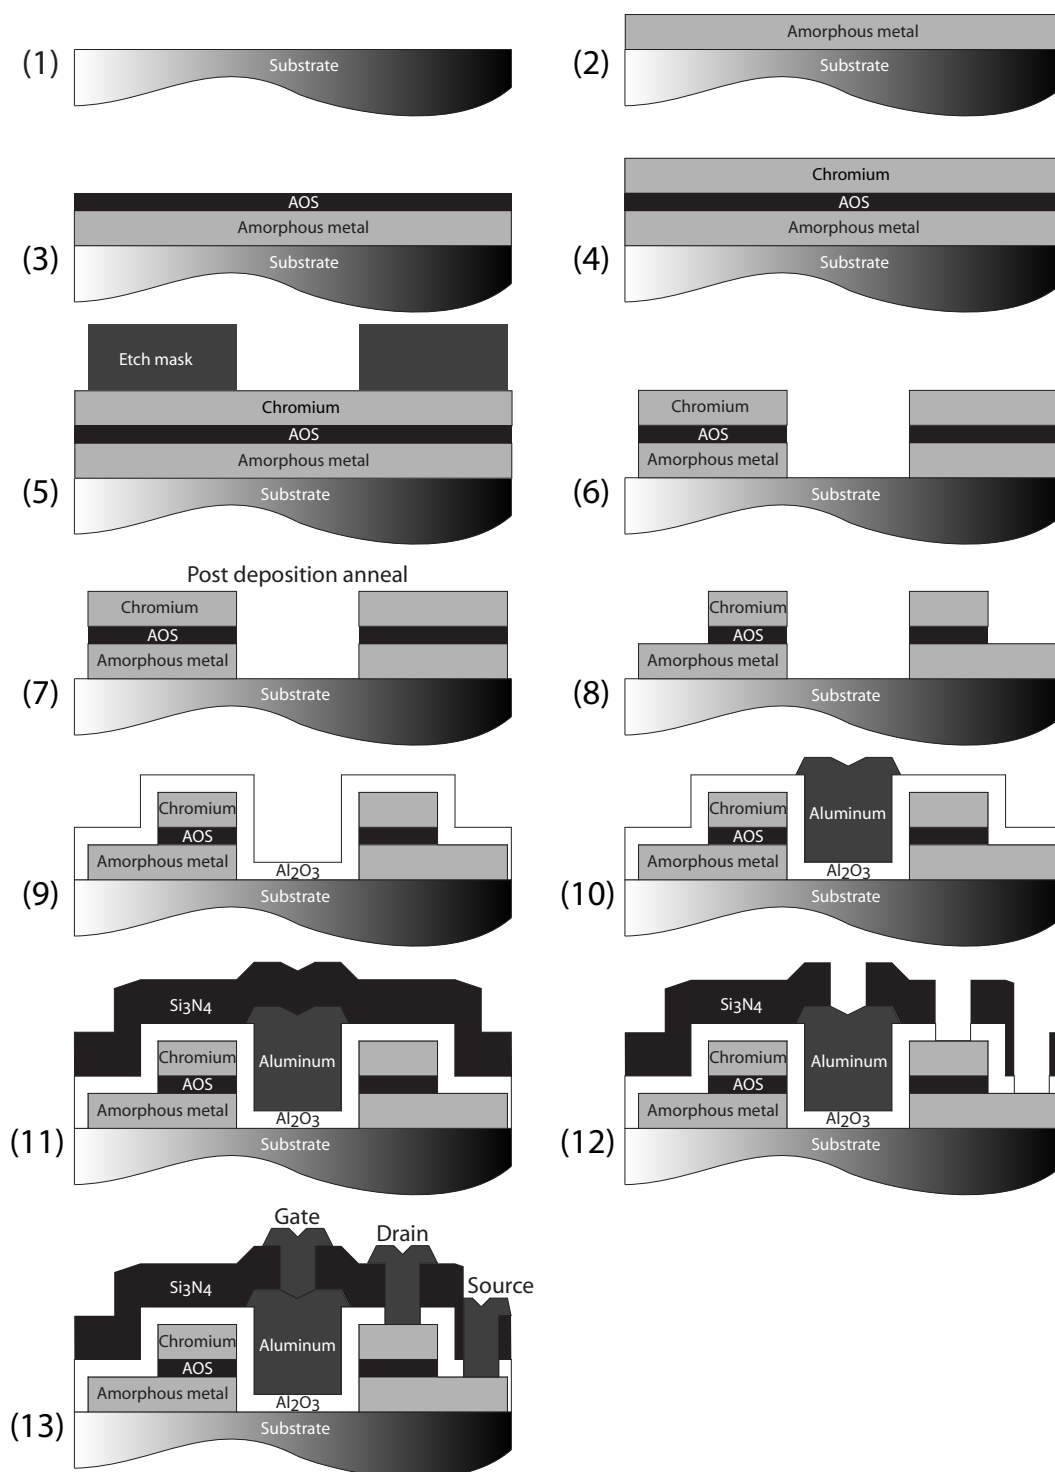 (1)
Substrate
(2)
Amorphous metal
Substrate
(3)
AOS
Amorphous metal
Substrate
(4)
Chromium
AOS
Amorphous metal
Substrate
(5)
Etch mask
Chromium
AOS
Amorphous metal
Substrate
(6)
Chromium
AOS
Amorphous metal
Substrate
(7)
Post deposition anneal
Chromium
AOS
Amorphous metal
Substrate
(8)
Chromium
AOS
Amorphous metal
Substrate
(9)
Chromium
AOS
Amorphous metal
Al₂O₃
Substrate
(10)
Chromium
AOS
Amorphous metal
Aluminum
Al₂O₃
Substrate
(11)
Si₃N₄
Chromium
AOS
Amorphous metal
Aluminum
Al₂O₃
Substrate
(12)
Si₃N₄
Chromium
AOS
Amorphous metal
Aluminum
Al₂O₃
Substrate
(13)
Gate
Drain
Source
Si₃N₄
Chromium
AOS
Amorphous metal
Aluminum
Al₂O₃
Substrate